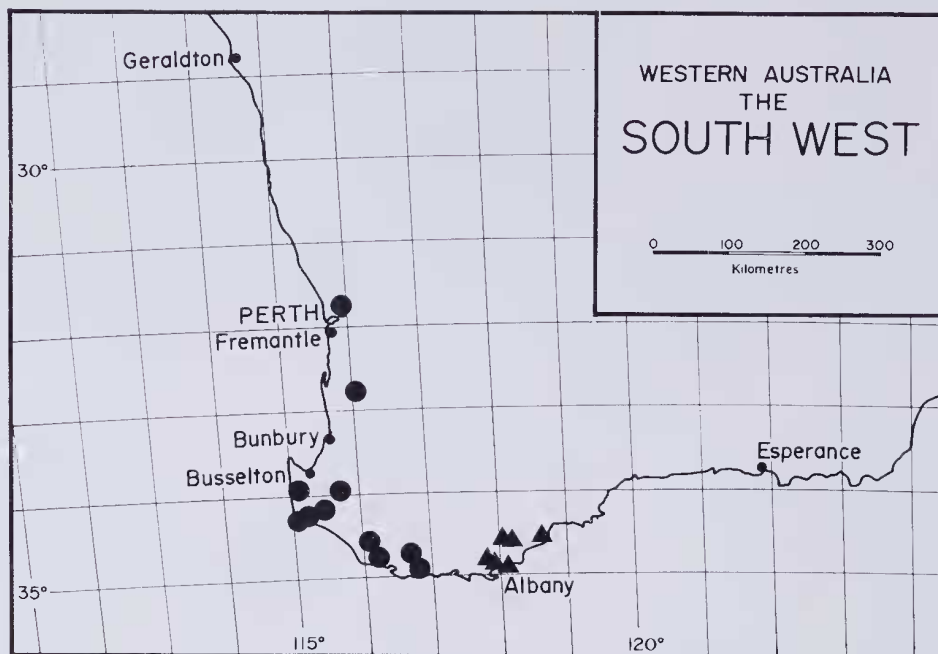 Geraldton
WESTERN AUSTRALIA
THE
SOUTH WEST
30°
0 100 200 300
Kilometres
PERTH
Fremantle
Bunbury
Busselton
Esperance
Albany
35°
115° 120°